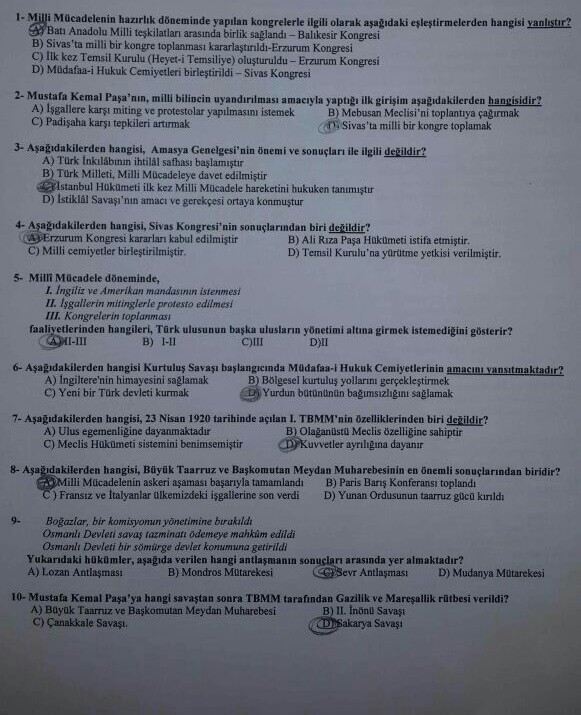 1- Milli Mücadelenin hazırlık döneminde yapılan kongrelerle ilgili olarak aşağıdaki eşleştirmelerden hangisi yanlıştır?
A) Batı Anadolu Milli teşkilatları arasında birlik sağlandı – Balıkesir Kongresi
B) Sivas'ta milli bir kongre toplanması kararlaştırıldı-Erzurum Kongresi
C) İlk kez Temsil Kurulu (Heyet-i Temsiliye) oluşturuldu – Erzurum Kongresi
D) Müdafaa-i Hukuk Cemiyetleri birleştirildi – Sivas Kongresi
2- Mustafa Kemal Paşa'nın, milli bilincin uyandırılması amacıyla yaptığı ilk girişim aşağıdakilerden hangisidir?
A) İşgallere karşı miting ve protestolar yapılmasını istemek B) Mebusan Meclisi'ni toplantıya çağırmak
C) Padişaha karşı tepkileri artırmak D) Sivas'ta milli bir kongre toplamak
3- Aşağıdakilerden hangisi, Amasya Genelgesi'nin önemi ve sonuçları ile ilgili değildir?
A) Türk İnkılâbının ihtilâl safhası başlamıştır
B) Türk Milleti, Milli Mücadeleye davet edilmiştir
C) İstanbul Hükümeti ilk kez Milli Mücadele hareketini hukuken tanımıştır
D) İstiklâl Savaşı'nın amacı ve gerekçesi ortaya konmuştur
4- Aşağıdakilerden hangisi, Sivas Kongresi'nin sonuçlarından biri değildir?
A) Erzurum Kongresi kararları kabul edilmiştir B) Ali Rıza Paşa Hükümeti istifa etmiştir.
C) Milli cemiyetler birleştirilmiştir. D) Temsil Kurulu'na yürütme yetkisi verilmiştir.
5- Millî Mücadele döneminde,
I. İngiliz ve Amerikan mandasının istenmesi
II. İşgallerin mitinglerle protesto edilmesi
III. Kongrelerin toplanması
faaliyetlerinden hangileri, Türk ulusunun başka ulusların yönetimi altına girmek istemediğini gösterir?
A) II-III B) I-II C)III D)II
6- Aşağıdakilerden hangisi Kurtuluş Savaşı başlangıcında Müdafaa-i Hukuk Cemiyetlerinin amacını yansıtmaktadır?
A) İngiltere'nin himayesini sağlamak B) Bölgesel kurtuluş yollarını gerçekleştirmek
C) Yeni bir Türk devleti kurmak D) Yurdun bütününün bağımsızlığını sağlamak
7- Aşağıdakilerden hangisi, 23 Nisan 1920 tarihinde açılan I. TBMM'nin özelliklerinden biri değildir?
A) Ulus egemenliğine dayanmaktadır B) Olağanüstü Meclis özelliğine sahiptir
C) Meclis Hükümeti sistemini benimsemiştir D) Kuvvetler ayrılığına dayanır
8- Aşağıdakilerden hangisi, Büyük Taarruz ve Başkomutan Meydan Muharebesinin en önemli sonuçlarından biridir?
A) Milli Mücadelenin askeri aşaması başarıyla tamamlandı B) Paris Barış Konferansı toplandı
C ) Fransız ve İtalyanlar ülkemizdeki işgallerine son verdi D) Yunan Ordusunun taarruz gücü kırıldı
9- Boğazlar, bir komisyonun yönetimine bırakıldı
Osmanlı Devleti savaş tazminatı ödemeye mahkûm edildi
Osmanlı Devleti bir sömürge devlet konumuna getirildi
Yukarıdaki hükümler, aşağıda verilen hangi antlaşmanın sonuçları arasında yer almaktadır?
A) Lozan Antlaşması B) Mondros Mütarekesi C) Sevr Antlaşması D) Mudanya Mütarekesi
10- Mustafa Kemal Paşa'ya hangi savaştan sonra TBMM tarafından Gazilik ve Mareşallik rütbesi verildi?
A) Büyük Taarruz ve Başkomutan Meydan Muharebesi B) II. İnönü Savaşı
C) Çanakkale Savaşı. D) Sakarya Savaşı